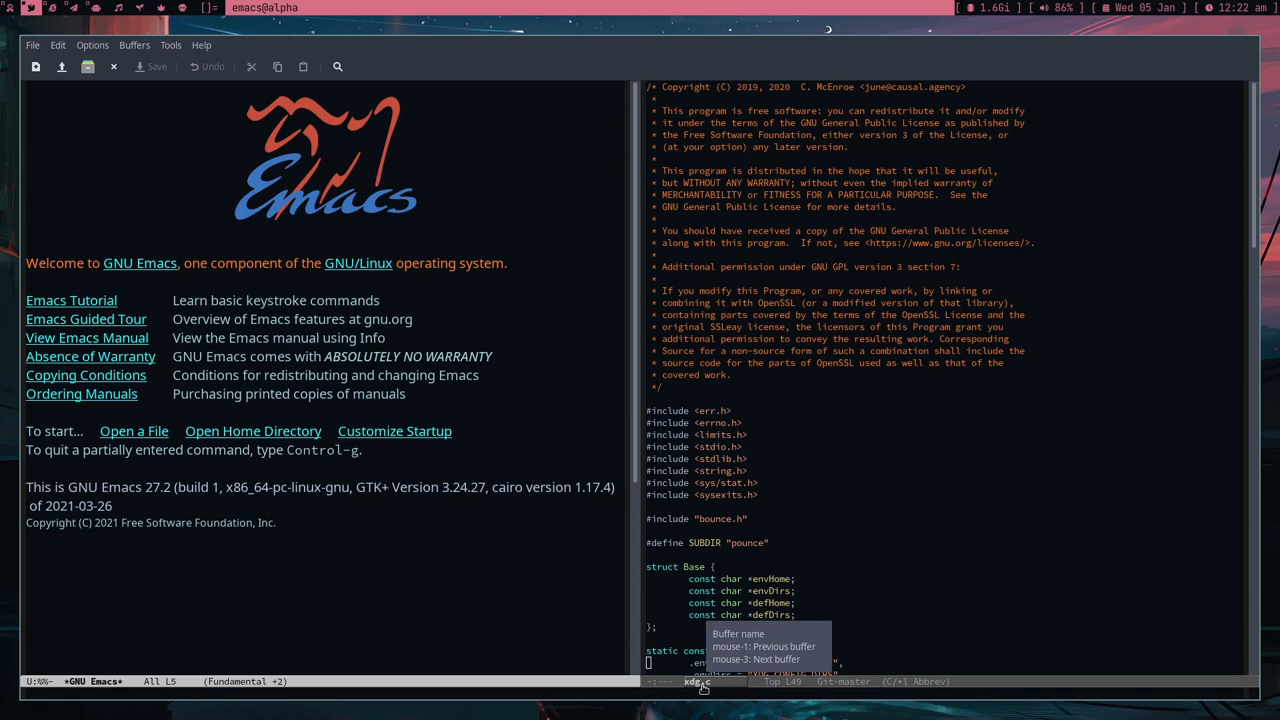 []= emacs@alpha [ 1.6Gi ] [ 86% ] [ Wed 05 Jan ] [ 12:22 am ]
File Edit Options Buffers Tools Help
Save Undo
Emacs
Welcome to GNU Emacs, one component of the GNU/Linux operating system.
Emacs Tutorial Learn basic keystroke commands
Emacs Guided Tour Overview of Emacs features at gnu.org
View Emacs Manual View the Emacs manual using Info
Absence of Warranty GNU Emacs comes with ABSOLUTELY NO WARRANTY
Copying Conditions Conditions for redistributing and changing Emacs
Ordering Manuals Purchasing printed copies of manuals
To start... Open a File Open Home Directory Customize Startup
To quit a partially entered command, type Control-g.
This is GNU Emacs 27.2 (build 1, x86_64-pc-linux-gnu, GTK+ Version 3.24.27, cairo version 1.17.4)
of 2021-03-26
Copyright (C) 2021 Free Software Foundation, Inc.
U:%%- *GNU Emacs* All L5 (Fundamental +2)
/* Copyright (C) 2019, 2020  C. McEnroe <june@causal.agency>
*
* This program is free software: you can redistribute it and/or modify
* it under the terms of the GNU General Public License as published by
* the Free Software Foundation, either version 3 of the License, or
* (at your option) any later version.
*
* This program is distributed in the hope that it will be useful,
* but WITHOUT ANY WARRANTY; without even the implied warranty of
* MERCHANTABILITY or FITNESS FOR A PARTICULAR PURPOSE.  See the
* GNU General Public License for more details.
*
* You should have received a copy of the GNU General Public License
* along with this program.  If not, see <https://www.gnu.org/licenses/>.
*
* Additional permission under GNU GPL version 3 section 7:
*
* If you modify this Program, or any covered work, by linking or
* combining it with OpenSSL (or a modified version of that library),
* containing parts covered by the terms of the OpenSSL License and the
* original SSLeay license, the licensors of this Program grant you
* additional permission to convey the resulting work. Corresponding
* Source for a non-source form of such a combination shall include the
* source code for the parts of OpenSSL used as well as that of the
* covered work.
*/
#include <err.h>
#include <errno.h>
#include <limits.h>
#include <stdio.h>
#include <stdlib.h>
#include <string.h>
#include <sys/stat.h>
#include <sysexits.h>
#include "bounce.h"
#define SUBDIR "pounce"
struct Base {
const char *envHome;
const char *envDirs;
const char *defHome;
const char *defDirs;
};
static
Buffer name
mouse-1: Previous buffer
mouse-3: Next buffer
-:--- xdg.c Top L49 Git-master (C/*l Abbrev)